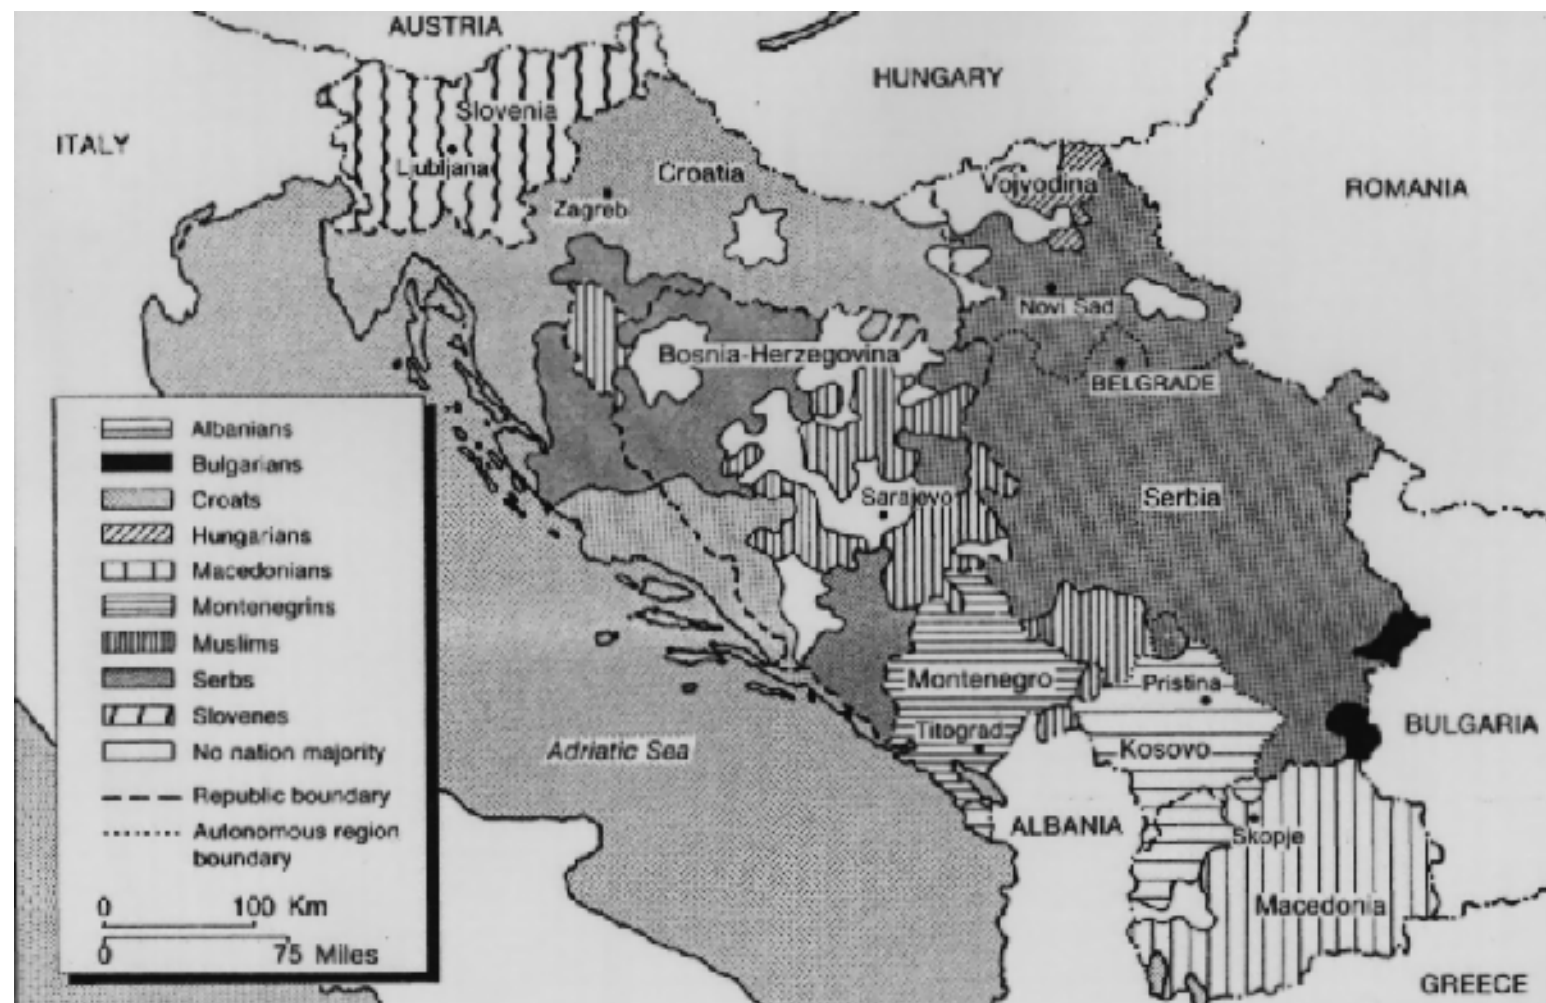 AUSTRIA
HUNGARY
ITALY
Slovenia
Ljubljana
Croatia
Zagreb
Vojvodina
ROMANIA
Novi Sad
Bosnia-Herzegovina
BELGRADE
Albanians
Bulgarians
Croats
Hungarians
Macedonians
Montenegrins
Muslims
Serbs
Slovenes
No nation majority
Republic boundary
Autonomous region
boundary
0 100 Km
0 75 Miles
Sarajevo
Serbia
Montenegro
Pristina
Titograd
Kosovo
BULGARIA
Adriatic Sea
ALBANIA
Skopje
Macedonia
GREECE